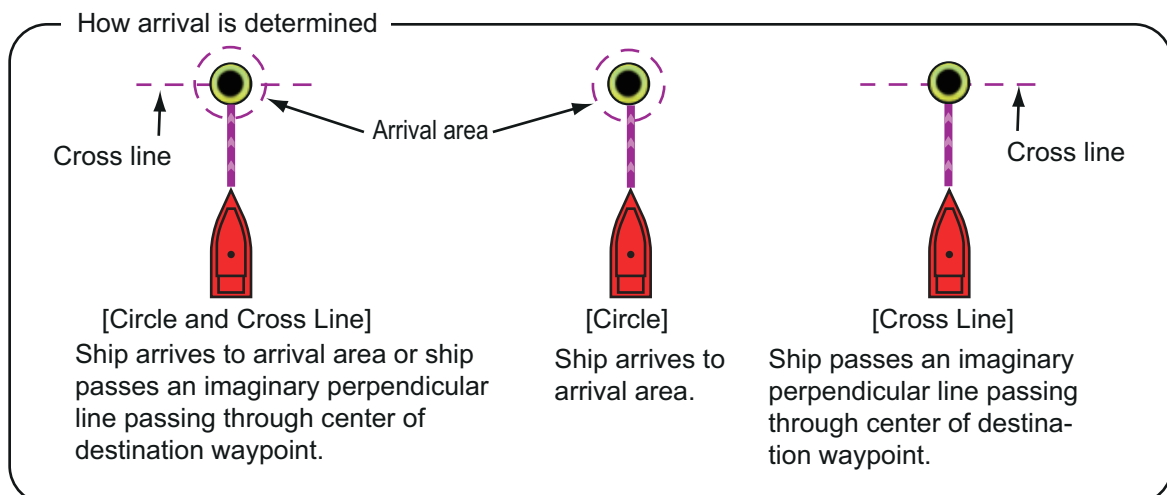 How arrival is determined
Cross line
Arrival area
Cross line
[Circle and Cross Line]
Ship arrives to arrival area or ship
passes an imaginary perpendicular
line passing through center of
destination waypoint.
[Circle]
Ship arrives to
arrival area.
[Cross Line]
Ship passes an imaginary
perpendicular line passing
through center of destina-
tion waypoint.